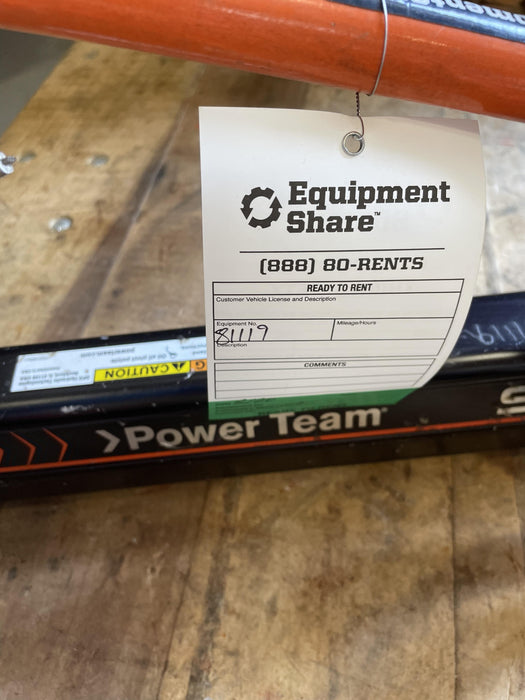 Equipment
Share™
(888) 80-RENTS
READY TO RENT
Customer Vehicle License and Description
Equipment No.
81119
Mileage/Hours
Description
COMMENTS
CAUTION
Power Team